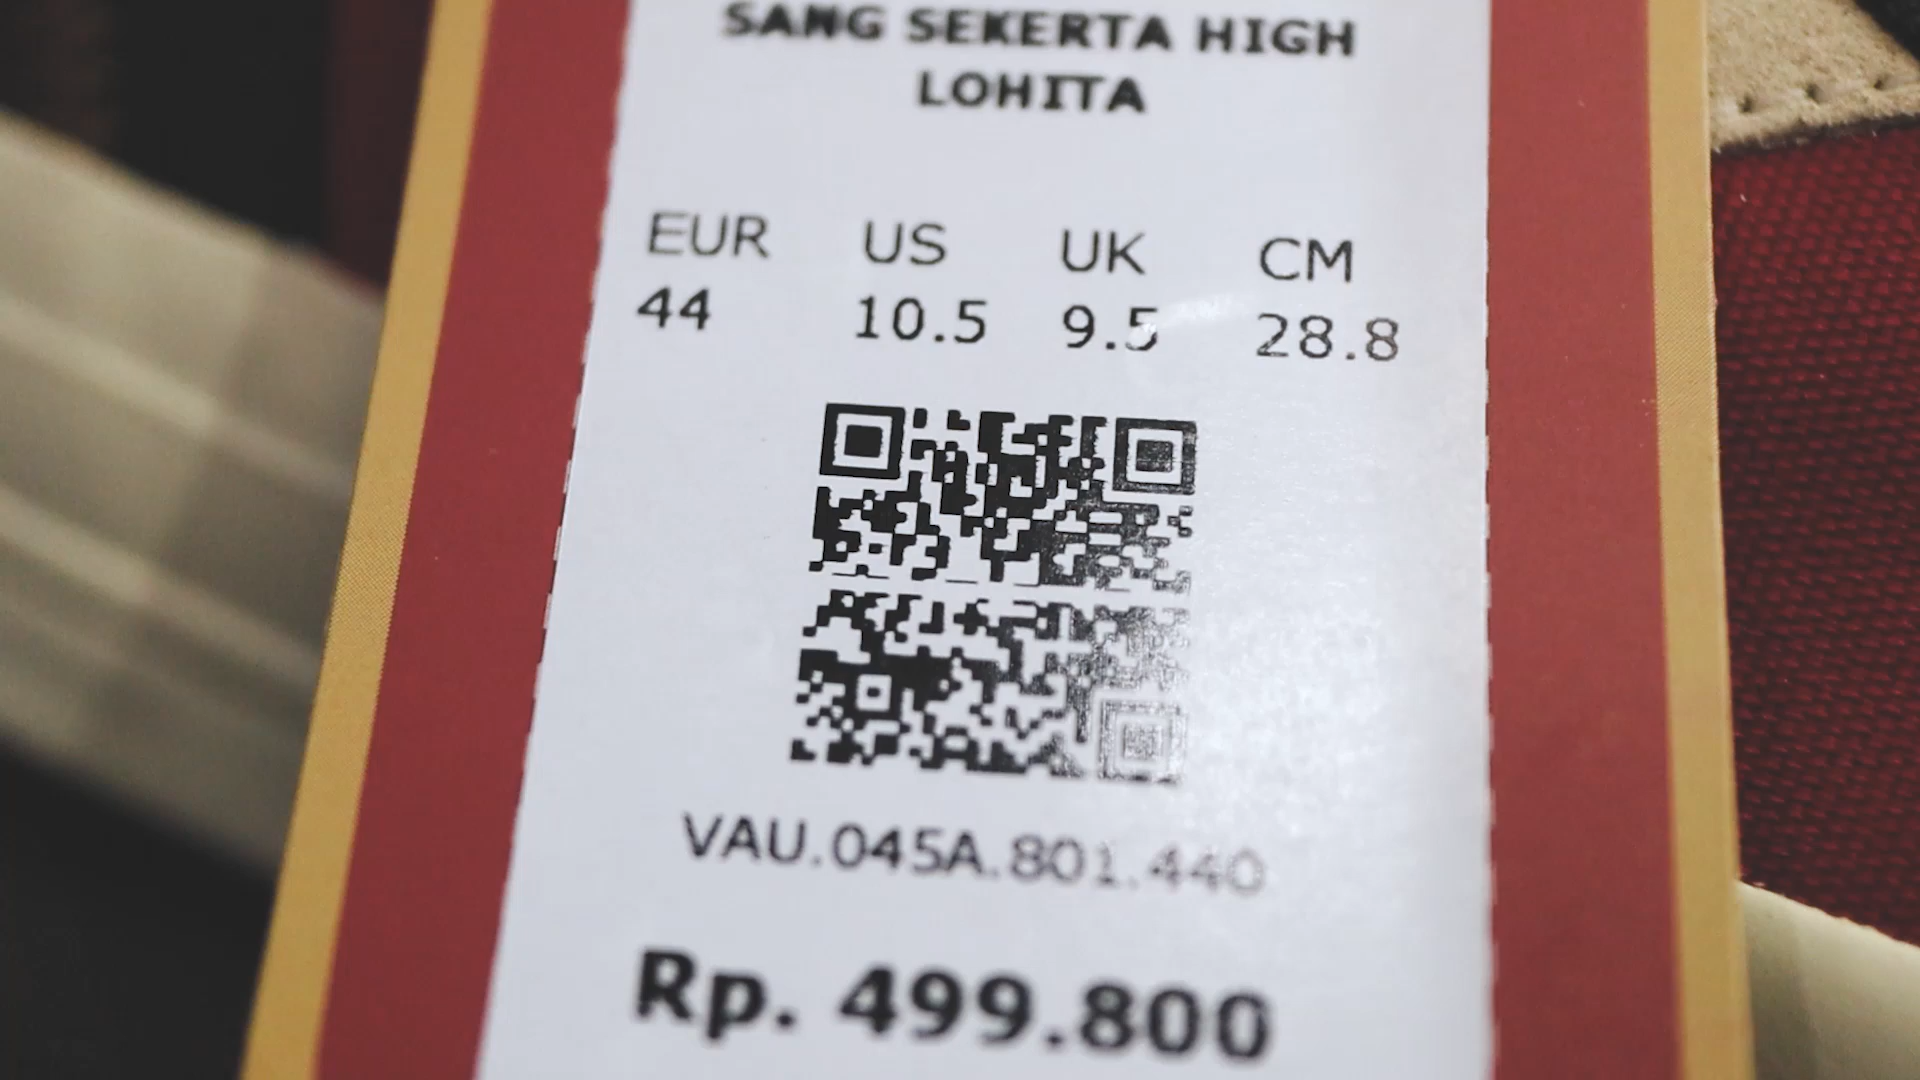 SANG SEKERTA HIGH
LOHITA
EUR US UK CM
44 10.5 9.5 28.8
VAU.045A.801.440
Rp. 499.800